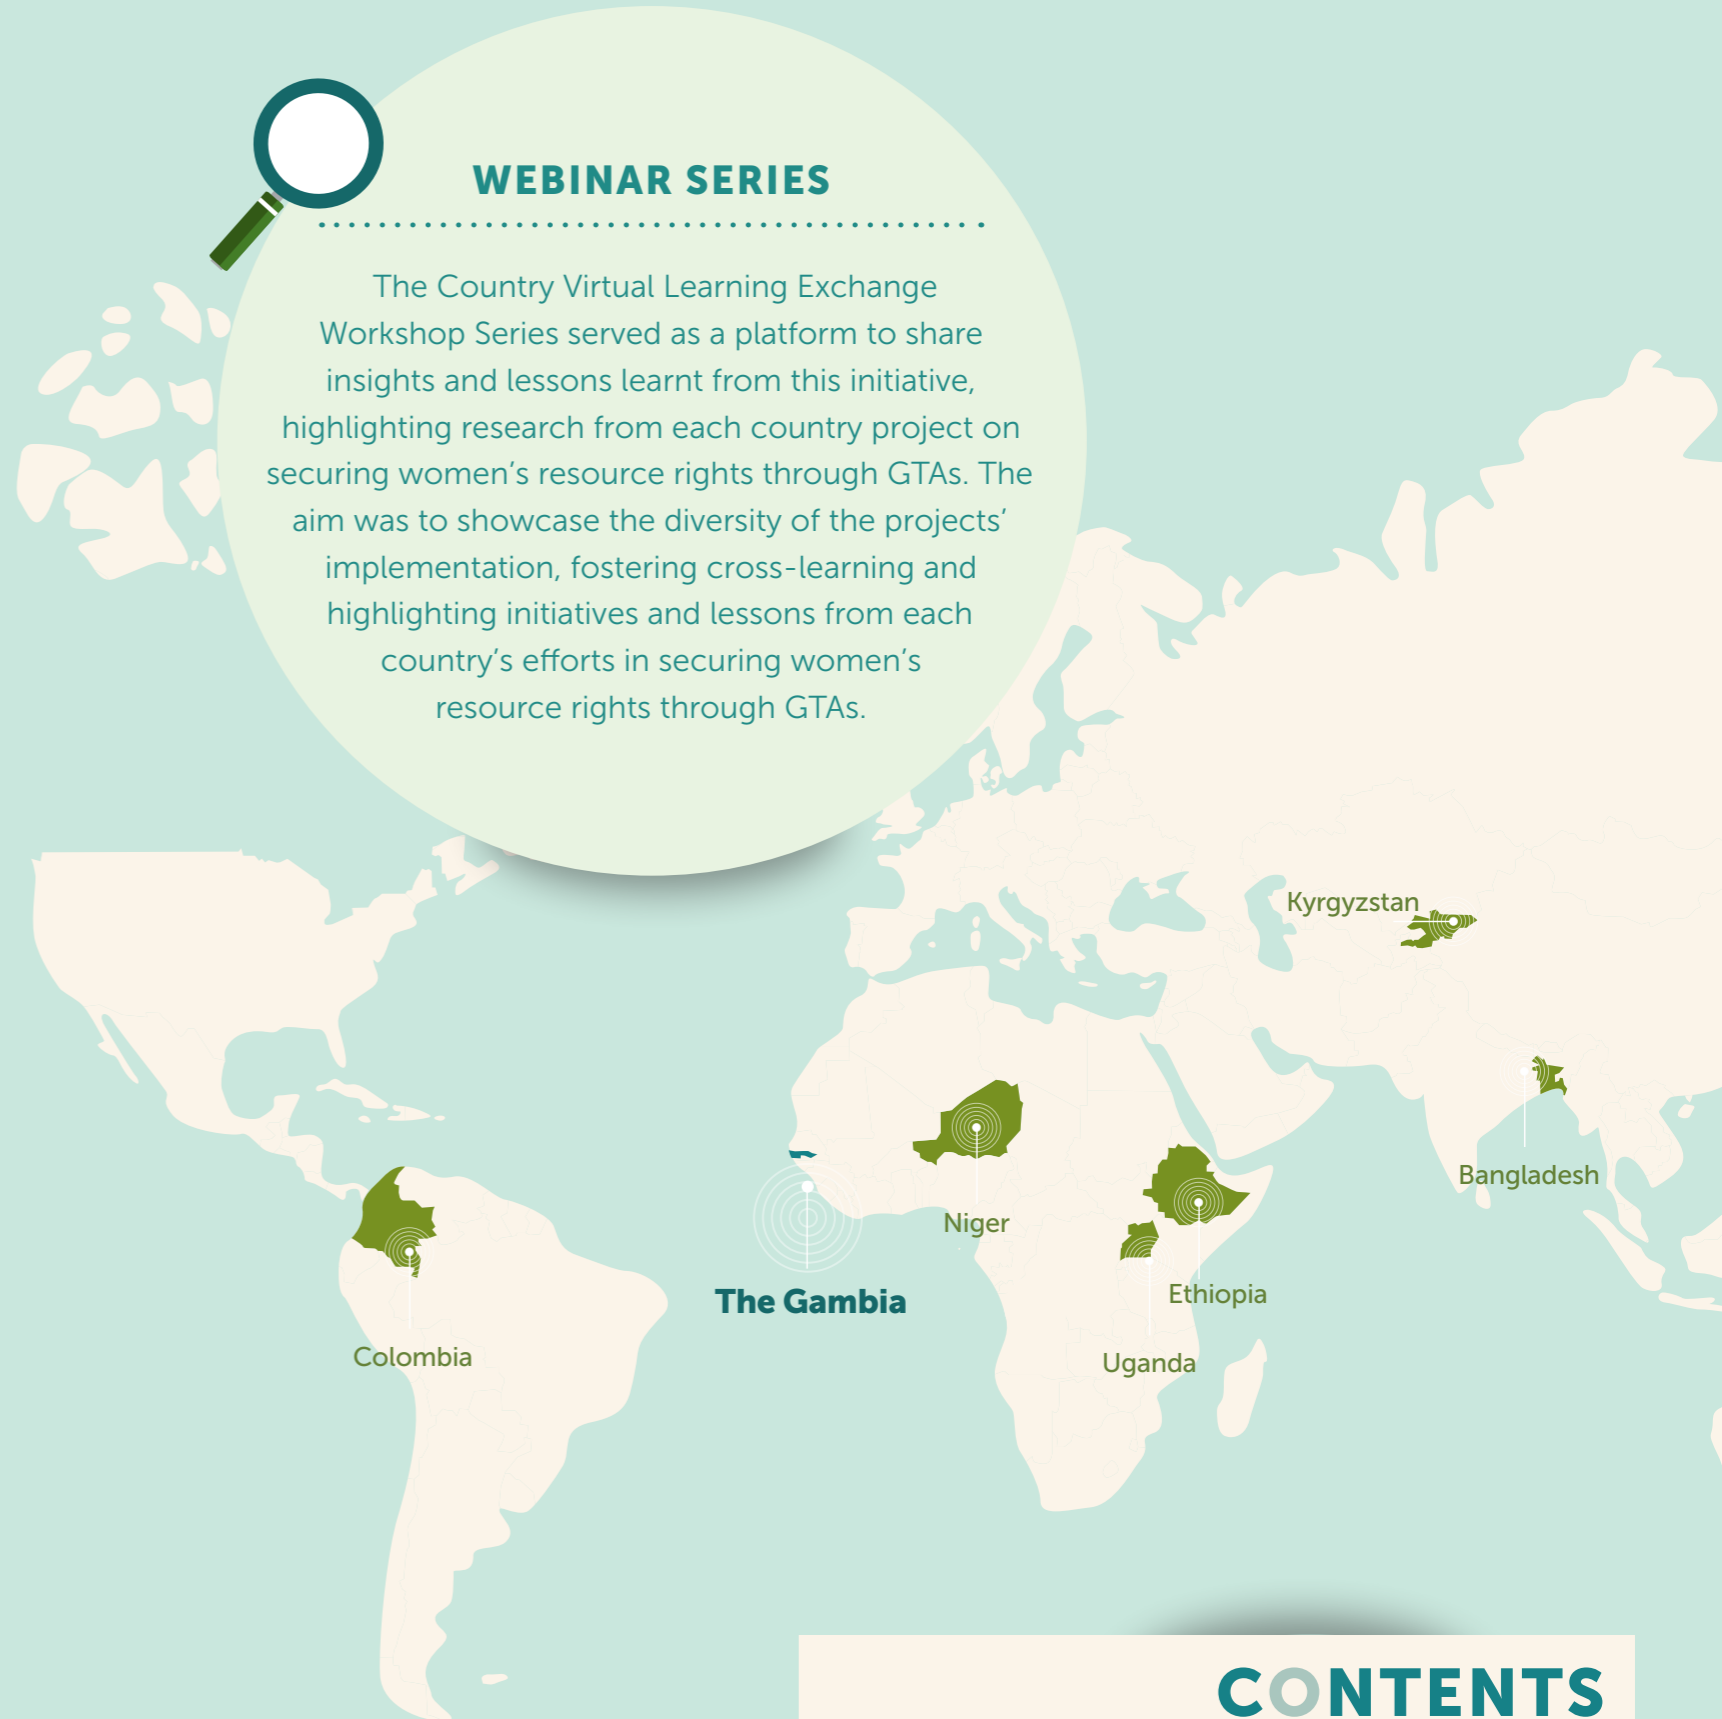 WEBINAR SERIES
The Country Virtual Learning Exchange
Workshop Series served as a platform to share
insights and lessons learnt from this initiative,
highlighting research from each country project on
securing women’s resource rights through GTAs. The
aim was to showcase the diversity of the projects’
implementation, fostering cross-learning and
highlighting initiatives and lessons from each
country’s efforts in securing women’s
resource rights through GTAs.
Kyrgyzstan
Bangladesh
Niger
Ethiopia
The Gambia
Colombia
Uganda
CONTENTS